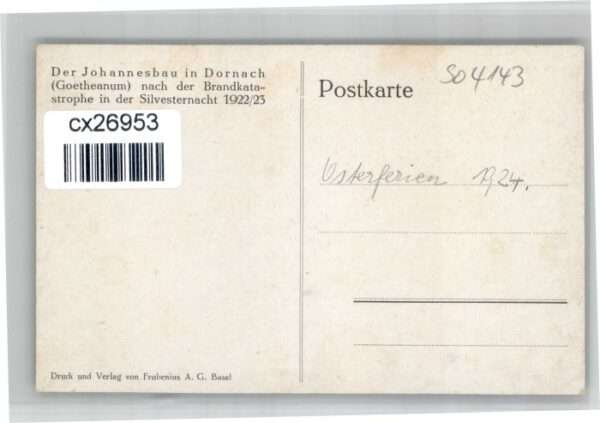 Der Johannesbau in Dornach
(Goetheanum) nach der Brandkata-
strophe in der Silvesternacht 1922/23
cx26953
Druck und Verlag von Frobenius A. G. Basel
Postkarte
SO4143
Osterferien 1924.